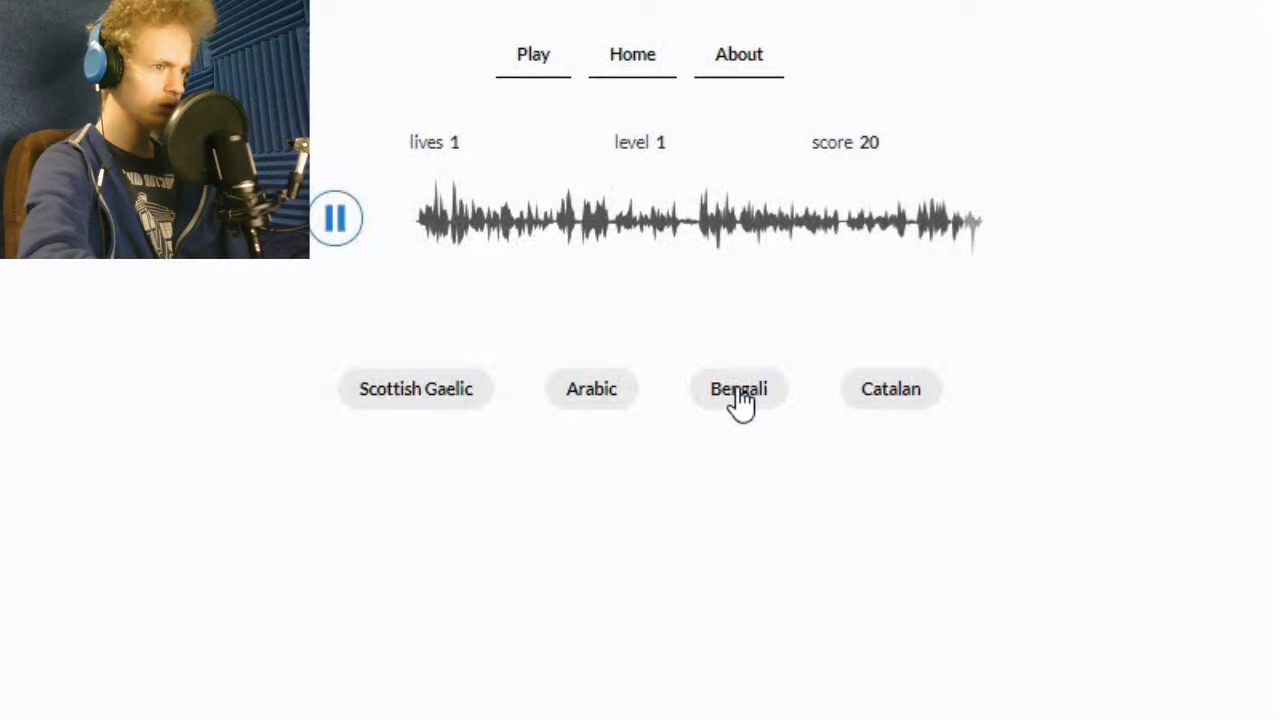 Play Home About
lives 1 level 1 score 20
Scottish Gaelic Arabic Bengali Catalan